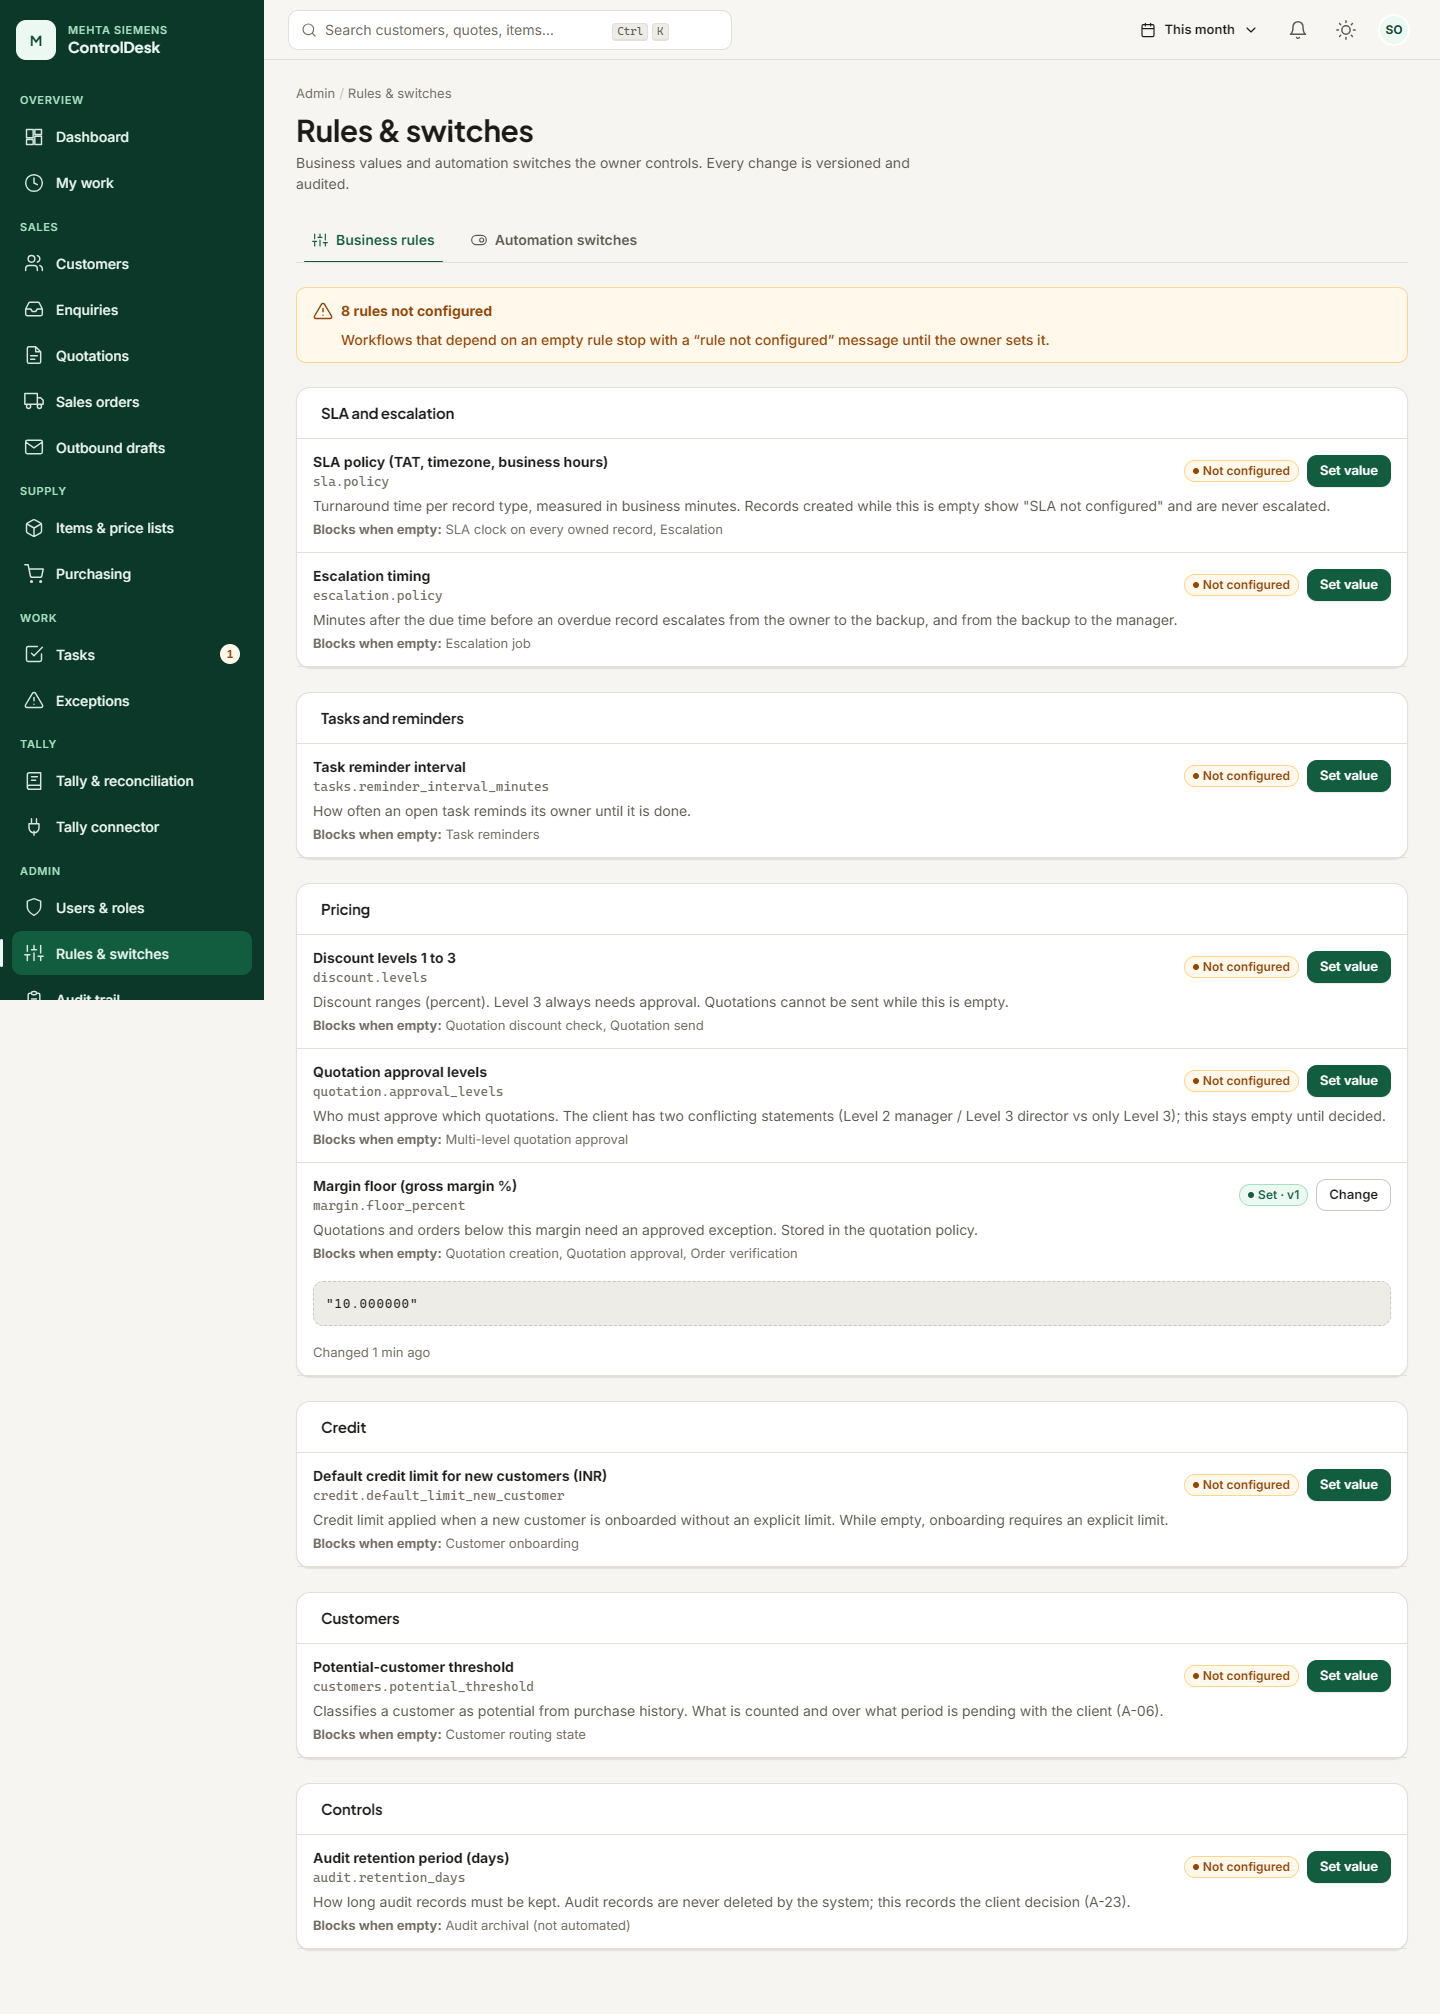 M
MEHTA SIEMENS
ControlDesk
OVERVIEW
Dashboard
My work
SALES
Customers
Enquiries
Quotations
Sales orders
Outbound drafts
SUPPLY
Items & price lists
Purchasing
WORK
Tasks 1
Exceptions
TALLY
Tally & reconciliation
Tally connector
ADMIN
Users & roles
Rules & switches
Audit trail
Search customers, quotes, items... Ctrl K
This month
SO
Admin / Rules & switches
Rules & switches
Business values and automation switches the owner controls. Every change is versioned and
audited.
Business rules Automation switches
8 rules not configured
Workflows that depend on an empty rule stop with a “rule not configured” message until the owner sets it.
SLA and escalation
SLA policy (TAT, timezone, business hours)
sla.policy
Not configured Set value
Turnaround time per record type, measured in business minutes. Records created while this is empty show "SLA not configured" and are never escalated.
Blocks when empty: SLA clock on every owned record, Escalation
Escalation timing
escalation.policy
Not configured Set value
Minutes after the due time before an overdue record escalates from the owner to the backup, and from the backup to the manager.
Blocks when empty: Escalation job
Tasks and reminders
Task reminder interval
tasks.reminder_interval_minutes
Not configured Set value
How often an open task reminds its owner until it is done.
Blocks when empty: Task reminders
Pricing
Discount levels 1 to 3
discount.levels
Not configured Set value
Discount ranges (percent). Level 3 always needs approval. Quotations cannot be sent while this is empty.
Blocks when empty: Quotation discount check, Quotation send
Quotation approval levels
quotation.approval_levels
Not configured Set value
Who must approve which quotations. The client has two conflicting statements (Level 2 manager / Level 3 director vs only Level 3); this stays empty until decided.
Blocks when empty: Multi-level quotation approval
Margin floor (gross margin %)
margin.floor_percent
Set · v1 Change
Quotations and orders below this margin need an approved exception. Stored in the quotation policy.
Blocks when empty: Quotation creation, Quotation approval, Order verification
"10.000000"
Changed 1 min ago
Credit
Default credit limit for new customers (INR)
credit.default_limit_new_customer
Not configured Set value
Credit limit applied when a new customer is onboarded without an explicit limit. While empty, onboarding requires an explicit limit.
Blocks when empty: Customer onboarding
Customers
Potential-customer threshold
customers.potential_threshold
Not configured Set value
Classifies a customer as potential from purchase history. What is counted and over what period is pending with the client (A-06).
Blocks when empty: Customer routing state
Controls
Audit retention period (days)
audit.retention_days
Not configured Set value
How long audit records must be kept. Audit records are never deleted by the system; this records the client decision (A-23).
Blocks when empty: Audit archival (not automated)